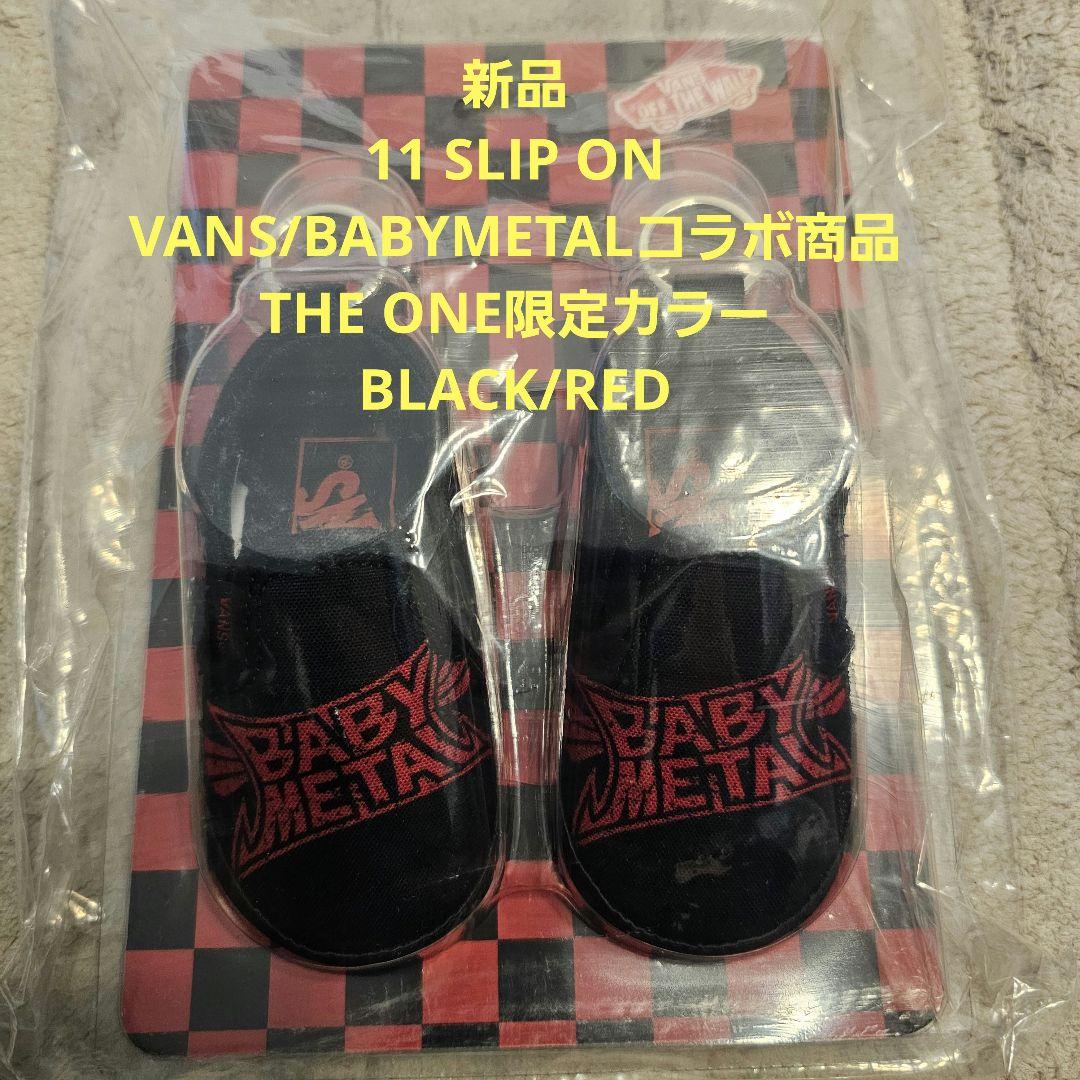 新品
11 SLIP ON
VANS/BABYMETALコラボ商品
THE ONE限定カラー
BLACK/RED
VANS
OFF THE WALL
VANS
VAN
BABY
METAL
BABY
METAL